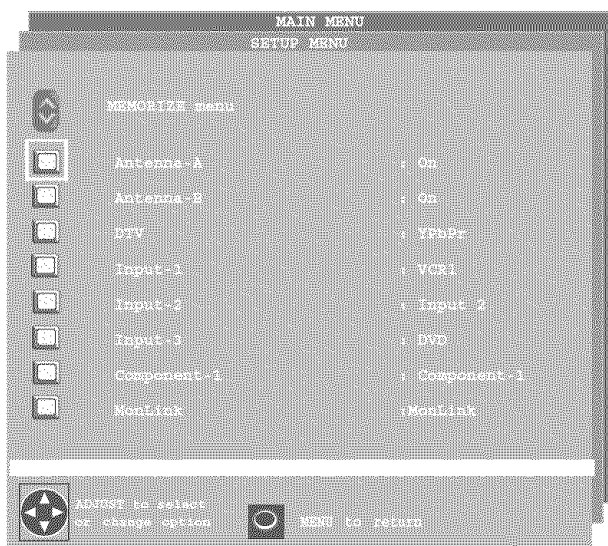 MAIN MENU
SETUP MENU
MEMORIZE menu
Antenna-A : On
Antenna-B : On
DTV : YPbPr
Input-1 : VCR1
Input-2 : Input 2
Input-3 : DVD
Component-1 : Component-1
MonLink :MonLink
ADJUST to select
or change option
MENU to return